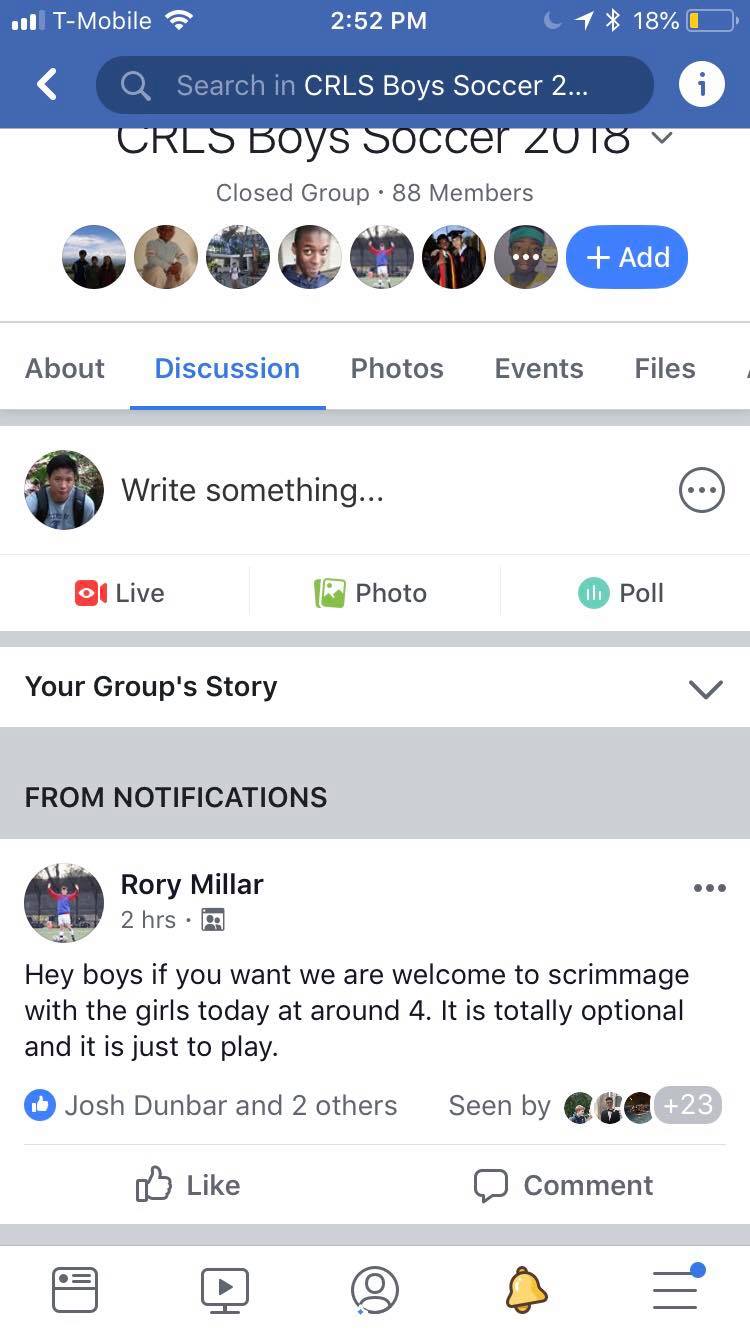 T-Mobile 2:52 PM 18%
Search in CRLS Boys Soccer 2...
CRLS Boys Soccer 2018
Closed Group · 88 Members
+ Add
About Discussion Photos Events Files
Write something...
Live Photo Poll
Your Group's Story
FROM NOTIFICATIONS
Rory Millar
2 hrs ·
Hey boys if you want we are welcome to scrimmage
with the girls today at around 4. It is totally optional
and it is just to play.
Josh Dunbar and 2 others Seen by +23
Like Comment